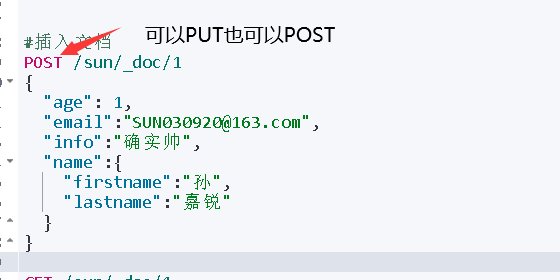 可以PUT也可以POST
#插入文档
POST /sun/_doc/1
{
"age": 1,
"email":"SUN030920@163.com",
"info":"确实帅",
"name":{
"firstname":"孙",
"lastname":"嘉锐"
}
}
GET /sun/_doc/1